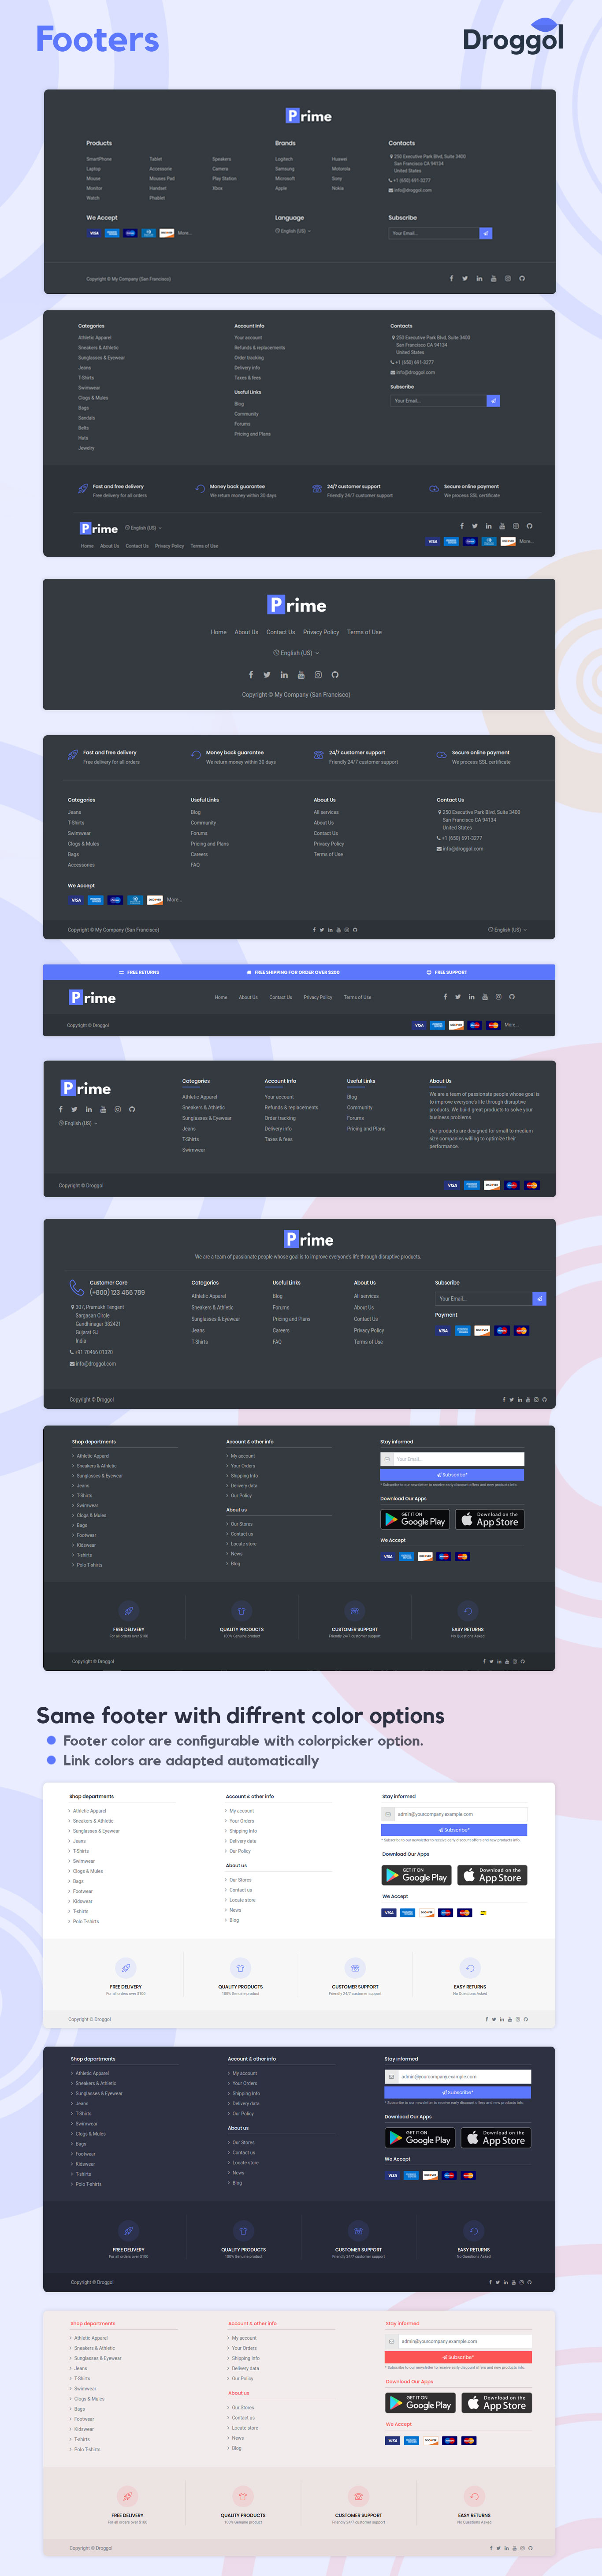 Footers
Droggol
Prime
Products
Brands
Contacts
SmartPhone
Tablet
Speakers
Logitech
Huawei
250 Executive Park Blvd, Suite 3400
San Francisco CA 94134
United States
Laptop
Accessorie
Camera
Samsung
Motorola
Mouse
Mousex Pad
Play Station
Microsoft
Sony
+1 (650) 691-3277
Monitor
Handset
Xbox
Apple
Nokia
info@droggol.com
Watch
Phablet
We Accept
Language
Subscribe
VISA
More...
English (US)
Your Email...
Copyright © My Company (San Francisco)
Categories
Account Info
Contacts
Athletic Apparel
Your account
250 Executive Park Blvd, Suite 3400
Sneakers & Athletic
Refunds & replacements
San Francisco CA 94134
Sunglasses & Eyewear
Order tracking
United States
Jeans
Delivery info
+1 (650) 691-3277
T-Shirts
Taxes & fees
info@droggol.com
Swimwear
Useful Links
Subscribe
Clogs & Mules
Blog
Your Email...
Bags
Community
Sandals
Forums
Belts
Pricing and Plans
Hats
Jewelry
Fast and free delivery
Free delivery for all orders
Money back guarantee
We return money within 30 days
24/7 customer support
Friendly 24/7 customer support
Secure online payment
We process SSL certificate
Prime
English (US)
Home
About Us
Contact Us
Privacy Policy
Terms of Use
VISA
More...
Prime
Home
About Us
Contact Us
Privacy Policy
Terms of Use
English (US)
Copyright © My Company (San Francisco)
Fast and free delivery
Free delivery for all orders
Money back guarantee
We return money within 30 days
24/7 customer support
Friendly 24/7 customer support
Secure online payment
We process SSL certificate
Categories
Useful Links
About Us
Contact Us
Jeans
Blog
All services
250 Executive Park Blvd, Suite 3400
T-Shirts
Community
About Us
San Francisco CA 94134
Swimwear
Forums
Contact Us
United States
Clogs & Mules
Pricing and Plans
Privacy Policy
+1 (650) 691-3277
Bags
Careers
Terms of Use
info@droggol.com
Accessories
FAQ
We Accept
VISA
More...
Copyright © My Company (San Francisco)
English (US)
FREE RETURNS
FREE SHIPPING FOR ORDER OVER $200
FREE SUPPORT
Prime
Home
About Us
Contact Us
Privacy Policy
Terms of Use
Copyright © Droggol
VISA
More...
Prime
English (US)
Categories
Account Info
Useful Links
About Us
Athletic Apparel
Your account
Blog
We are a team of passionate people whose goal is
Sneakers & Athletic
Refunds & replacements
Community
to improve everyone's life through disruptive
Sunglasses & Eyewear
Order tracking
Forums
products. We build great products to solve your
business problems.
Jeans
Delivery info
Pricing and Plans
T-Shirts
Taxes & fees
Our products are designed for small to medium
size companies willing to optimize their
performance.
Swimwear
Copyright © Droggol
VISA
Prime
We are a team of passionate people whose goal is to improve everyone's life through disruptive products.
Customer Care
(+800) 123 456 789
Categories
Useful Links
About Us
Subscribe
Athletic Apparel
Blog
All services
Your Email...
307, Pramukh Tangent
Sargasan Circle
Gandhinagar 382421
Gujarat GJ
India
Sneakers & Athletic
Forums
About Us
Sunglasses & Eyewear
Pricing and Plans
Contact Us
Payment
Jeans
Careers
Privacy Policy
VISA
T-Shirts
FAQ
Terms of Use
+91 70466 01320
info@droggol.com
Copyright © Droggol
Shop departments
Athletic Apparel
Sneakers & Athletic
Sunglasses & Eyewear
Jeans
T-Shirts
Swimwear
Clogs & Mules
Bags
Footwear
Kidswear
T-shirts
Polo T-shirts
Account & other info
My account
Your Orders
Shipping Info
Delivery data
Our Policy
About us
Our Stores
Contact us
Locate store
News
Blog
Stay informed
Your Email...
Subscribe*
* Subscribe to our newsletter to receive early discount offers and new products info.
Download Our Apps
GET IT ON
Google Play
Download on the
App Store
We Accept
VISA
FREE DELIVERY
For all orders over $100
QUALITY PRODUCTS
100% Genuine product
CUSTOMER SUPPORT
Friendly 24/7 customer support
EASY RETURNS
No Questions Asked
Copyright © Droggol
Same footer with diffrent color options
Footer color are configurable with colorpicker option.
Link colors are adapted automatically
Shop departments
Athletic Apparel
Sneakers & Athletic
Sunglasses & Eyewear
Jeans
T-Shirts
Swimwear
Clogs & Mules
Bags
Footwear
Kidswear
T-shirts
Polo T-shirts
Account & other info
My account
Your Orders
Shipping Info
Delivery data
Our Policy
About us
Our Stores
Contact us
Locate store
News
Blog
Stay informed
admin@yourcompany.example.com
Subscribe*
* Subscribe to our newsletter to receive early discount offers and new products info.
Download Our Apps
GET IT ON
Google Play
Download on the
App Store
We Accept
VISA
FREE DELIVERY
For all orders over $100
QUALITY PRODUCTS
100% Genuine product
CUSTOMER SUPPORT
Friendly 24/7 customer support
EASY RETURNS
No Questions Asked
Copyright © Droggol
Shop departments
Athletic Apparel
Sneakers & Athletic
Sunglasses & Eyewear
Jeans
T-Shirts
Swimwear
Clogs & Mules
Bags
Footwear
Kidswear
T-shirts
Polo T-shirts
Account & other info
My account
Your Orders
Shipping Info
Delivery data
Our Policy
About us
Our Stores
Contact us
Locate store
News
Blog
Stay informed
admin@yourcompany.example.com
Subscribe*
* Subscribe to our newsletter to receive early discount offers and new products info.
Download Our Apps
GET IT ON
Google Play
Download on the
App Store
We Accept
VISA
FREE DELIVERY
For all orders over $100
QUALITY PRODUCTS
100% Genuine product
CUSTOMER SUPPORT
Friendly 24/7 customer support
EASY RETURNS
No Questions Asked
Copyright © Droggol
Shop departments
Athletic Apparel
Sneakers & Athletic
Sunglasses & Eyewear
Jeans
T-Shirts
Swimwear
Clogs & Mules
Bags
Footwear
Kidswear
T-shirts
Polo T-shirts
Account & other info
My account
Your Orders
Shipping Info
Delivery data
Our Policy
About us
Our Stores
Contact us
Locate store
News
Blog
Stay informed
admin@yourcompany.example.com
Subscribe*
* Subscribe to our newsletter to receive early discount offers and new products info.
Download Our Apps
GET IT ON
Google Play
Download on the
App Store
We Accept
VISA
FREE DELIVERY
For all orders over $100
QUALITY PRODUCTS
100% Genuine product
CUSTOMER SUPPORT
Friendly 24/7 customer support
EASY RETURNS
No Questions Asked
Copyright © Droggol